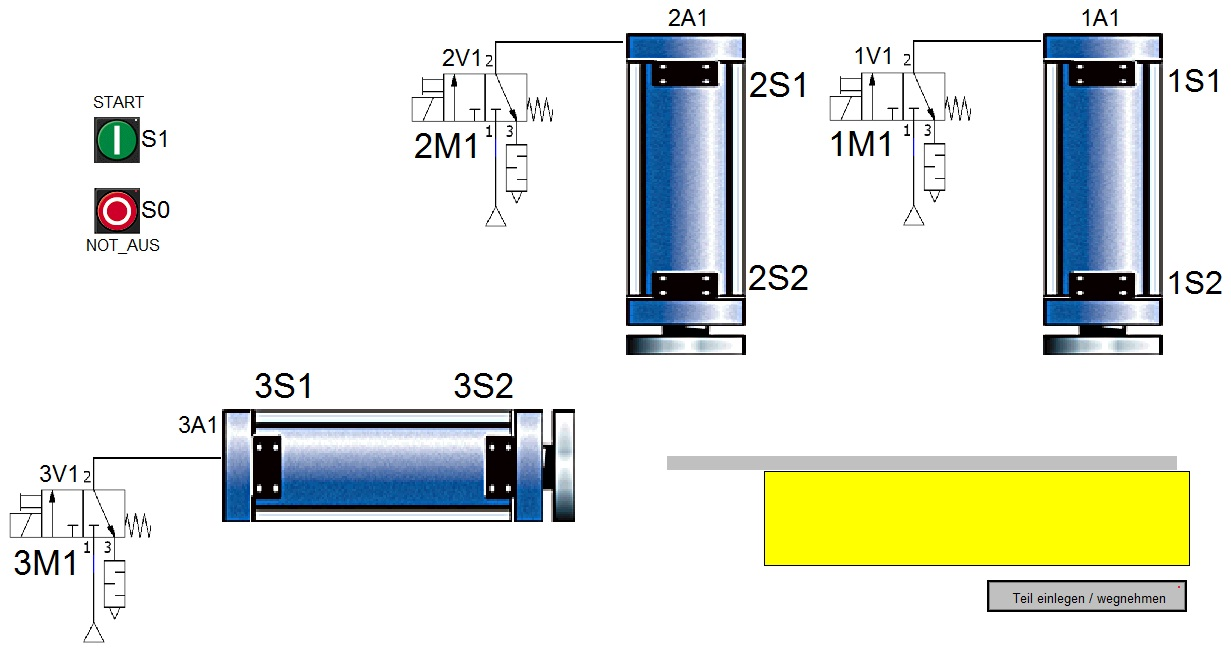 2A1
1A1
2V1
2
1V1
2
START
S1
2S1
1S1
2M1
1
3
1M1
1
3
S0
NOT_AUS
2S2
1S2
3S1
3S2
3A1
3V1
2
3M1
1
3
Teil einlegen / wegnehmen